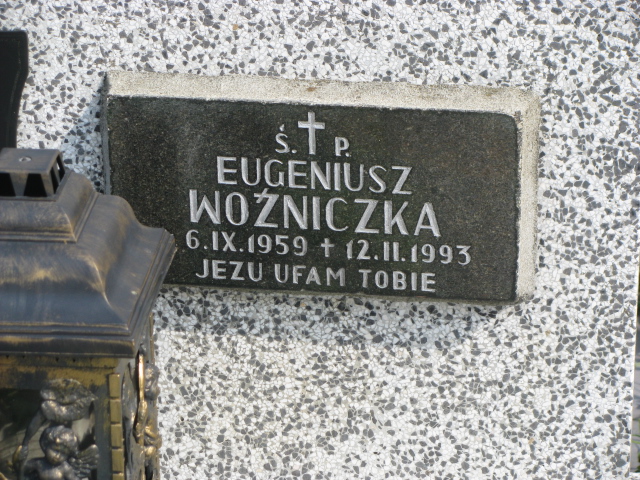 Ś. P.
EUGENIUSZ
WOŹNICZKA
6.IX.1959 + 12.II.1993
JEZU UFAM TOBIE